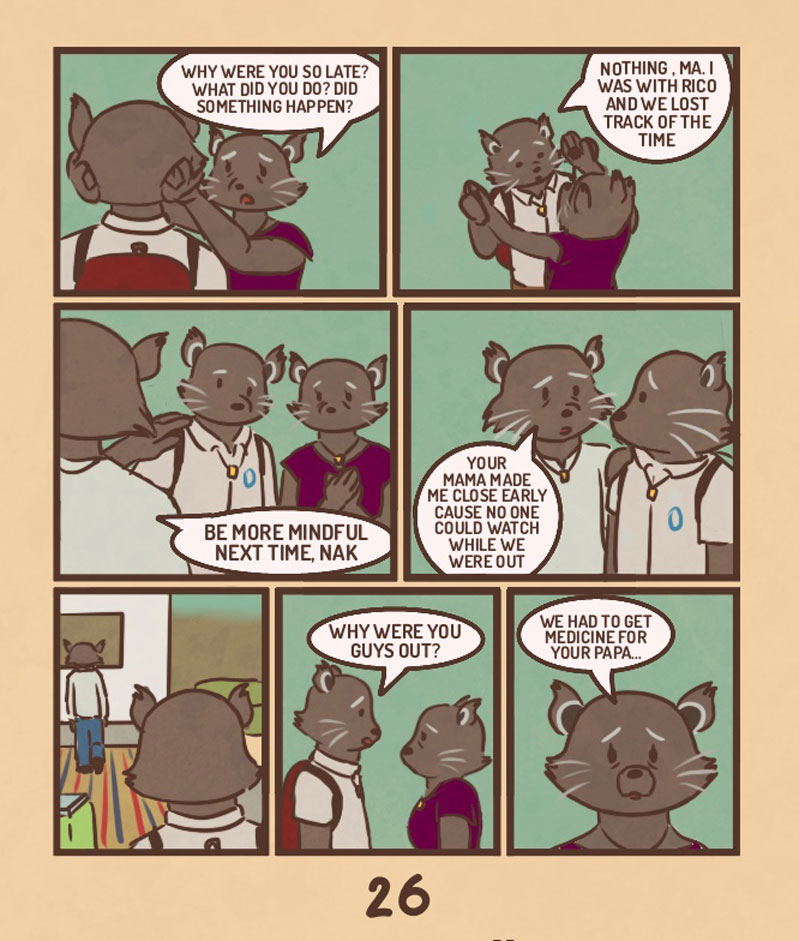 WHY WERE YOU SO LATE?
WHAT DID YOU DO? DID
SOMETHING HAPPEN?
NOTHING , MA. I
WAS WITH RICO
AND WE LOST
TRACK OF THE
TIME
BE MORE MINDFUL
NEXT TIME, NAK
YOUR
MAMA MADE
ME CLOSE EARLY
CAUSE NO ONE
COULD WATCH
WHILE WE
WERE OUT
WHY WERE YOU
GUYS OUT?
WE HAD TO GET
MEDICINE FOR
YOUR PAPA...
26